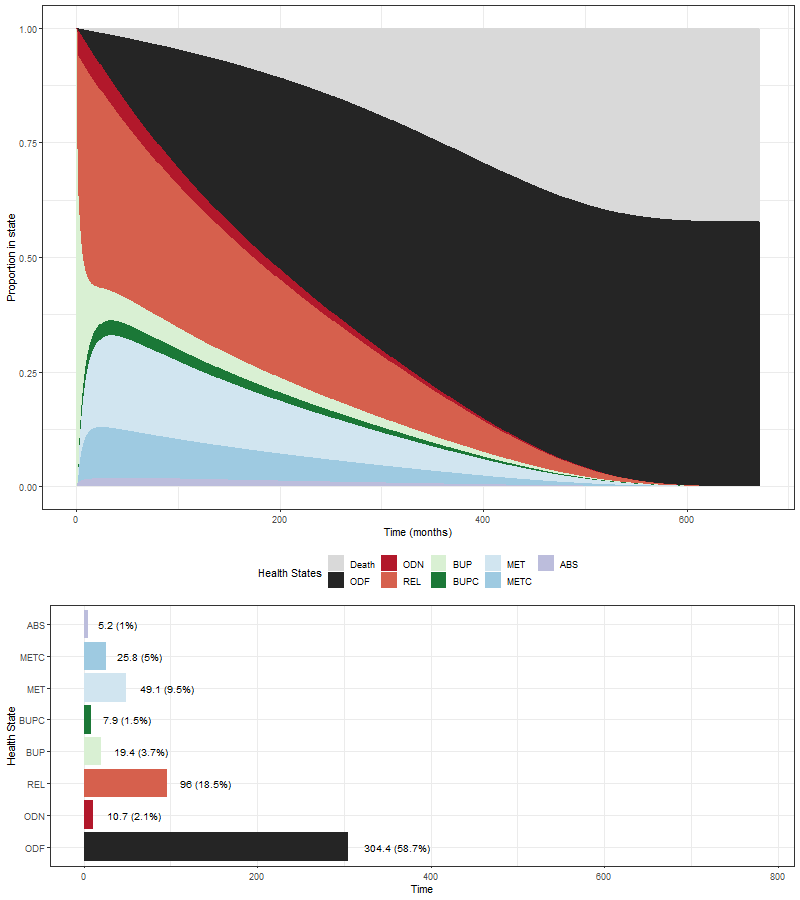 1.00
0.75
0.50
0.25
0.00
Proportion in state
0 200 400 600
Time (months)
Health States
Death ODN BUP MET ABS
ODF REL BUPC METC
Health State
ABS 5.2 (1%)
METC 25.8 (5%)
MET 49.1 (9.5%)
BUPC 7.9 (1.5%)
BUP 19.4 (3.7%)
REL 96 (18.5%)
ODN 10.7 (2.1%)
ODF 304.4 (58.7%)
0 200 400 600 800
Time